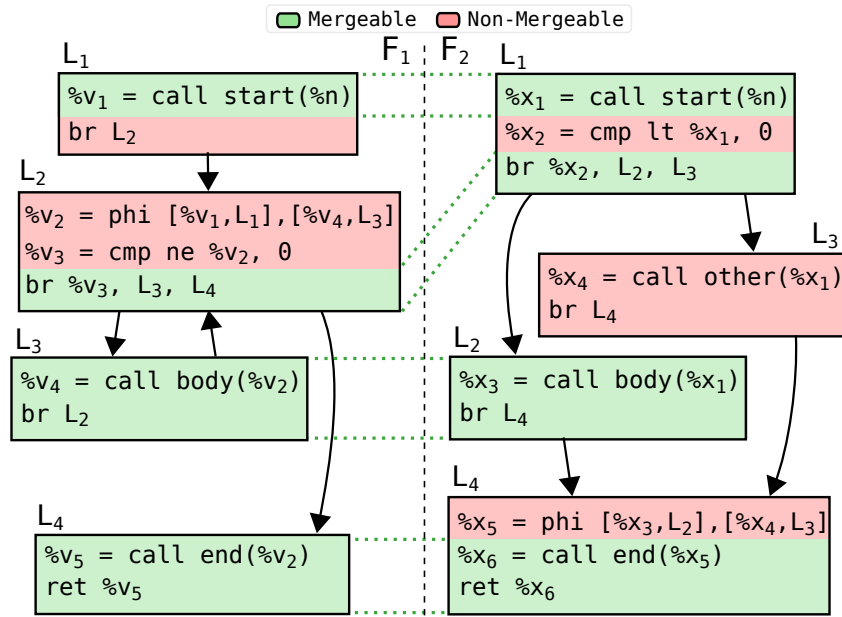 Mergeable Non-Mergeable
F₁ F₂
L₁
%v₁ = call start(%n)
br L₂
L₂
%v₂ = phi [%v₁,L₁],[%v₄,L₃]
%v₃ = cmp ne %v₂, 0
br %v₃, L₃, L₄
L₃
%v₄ = call body(%v₂)
br L₂
L₄
%v₅ = call end(%v₂)
ret %v₅
L₁
%x₁ = call start(%n)
%x₂ = cmp lt %x₁, 0
br %x₂, L₂, L₃
L₃
%x₄ = call other(%x₁)
br L₄
L₂
%x₃ = call body(%x₁)
br L₄
L₄
%x₅ = phi [%x₃,L₂],[%x₄,L₃]
%x₆ = call end(%x₅)
ret %x₆